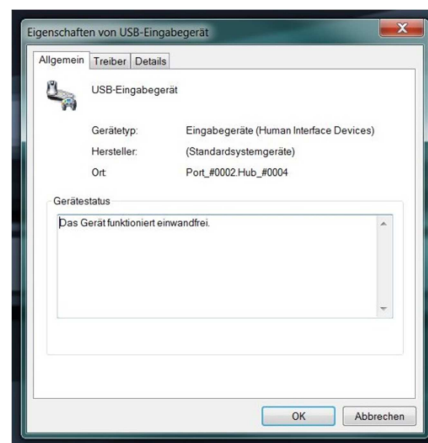 Eigenschaften von USB-Eingabegerät
Allgemein Treiber Details
USB-Eingabegerät
Gerätetyp: Eingabegeräte (Human Interface Devices)
Hersteller: (Standardsystemgeräte)
Ort: Port_#0002.Hub_#0004
Gerätestatus
Das Gerät funktioniert einwandfrei.
OK Abbrechen